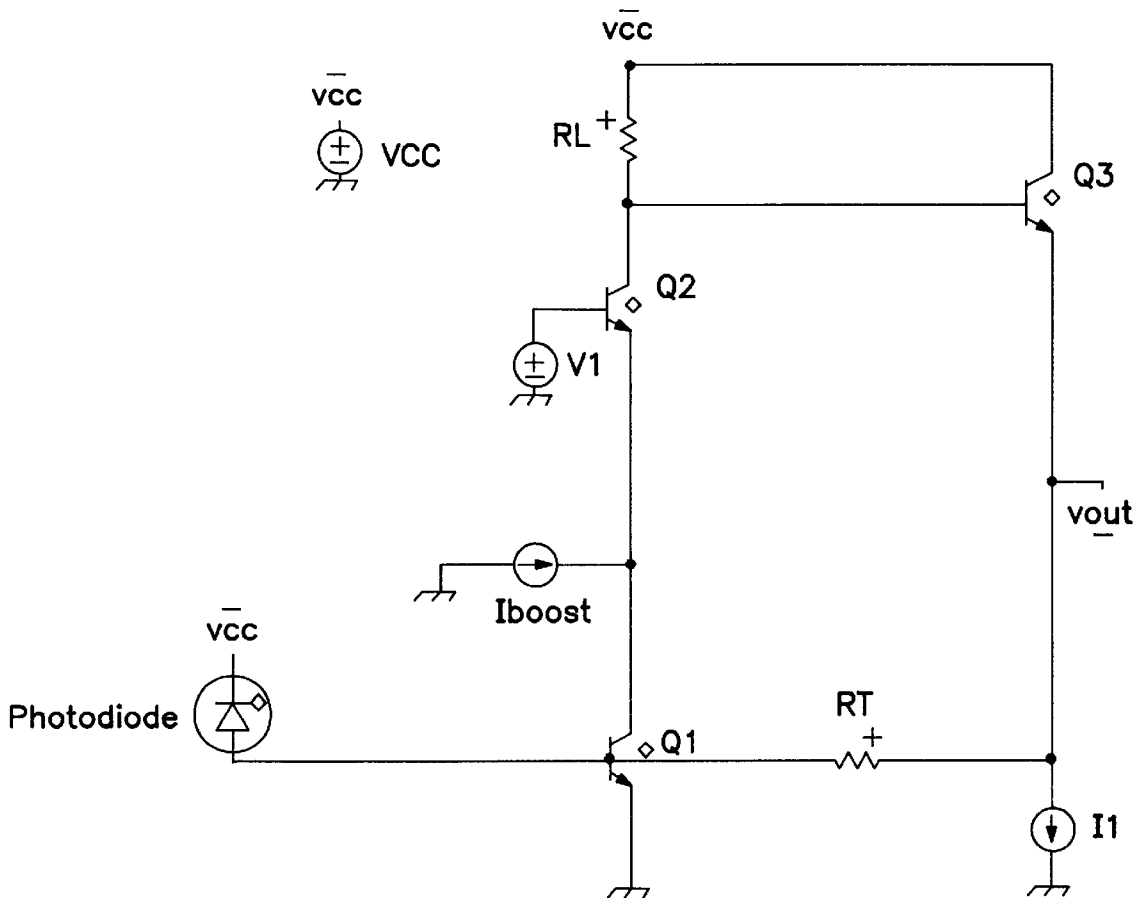 vcc
vcc
VCC
RL +
Q3
Q2
V1
vout
Iboost
vcc
Photodiode
RT
+
Q1
I1